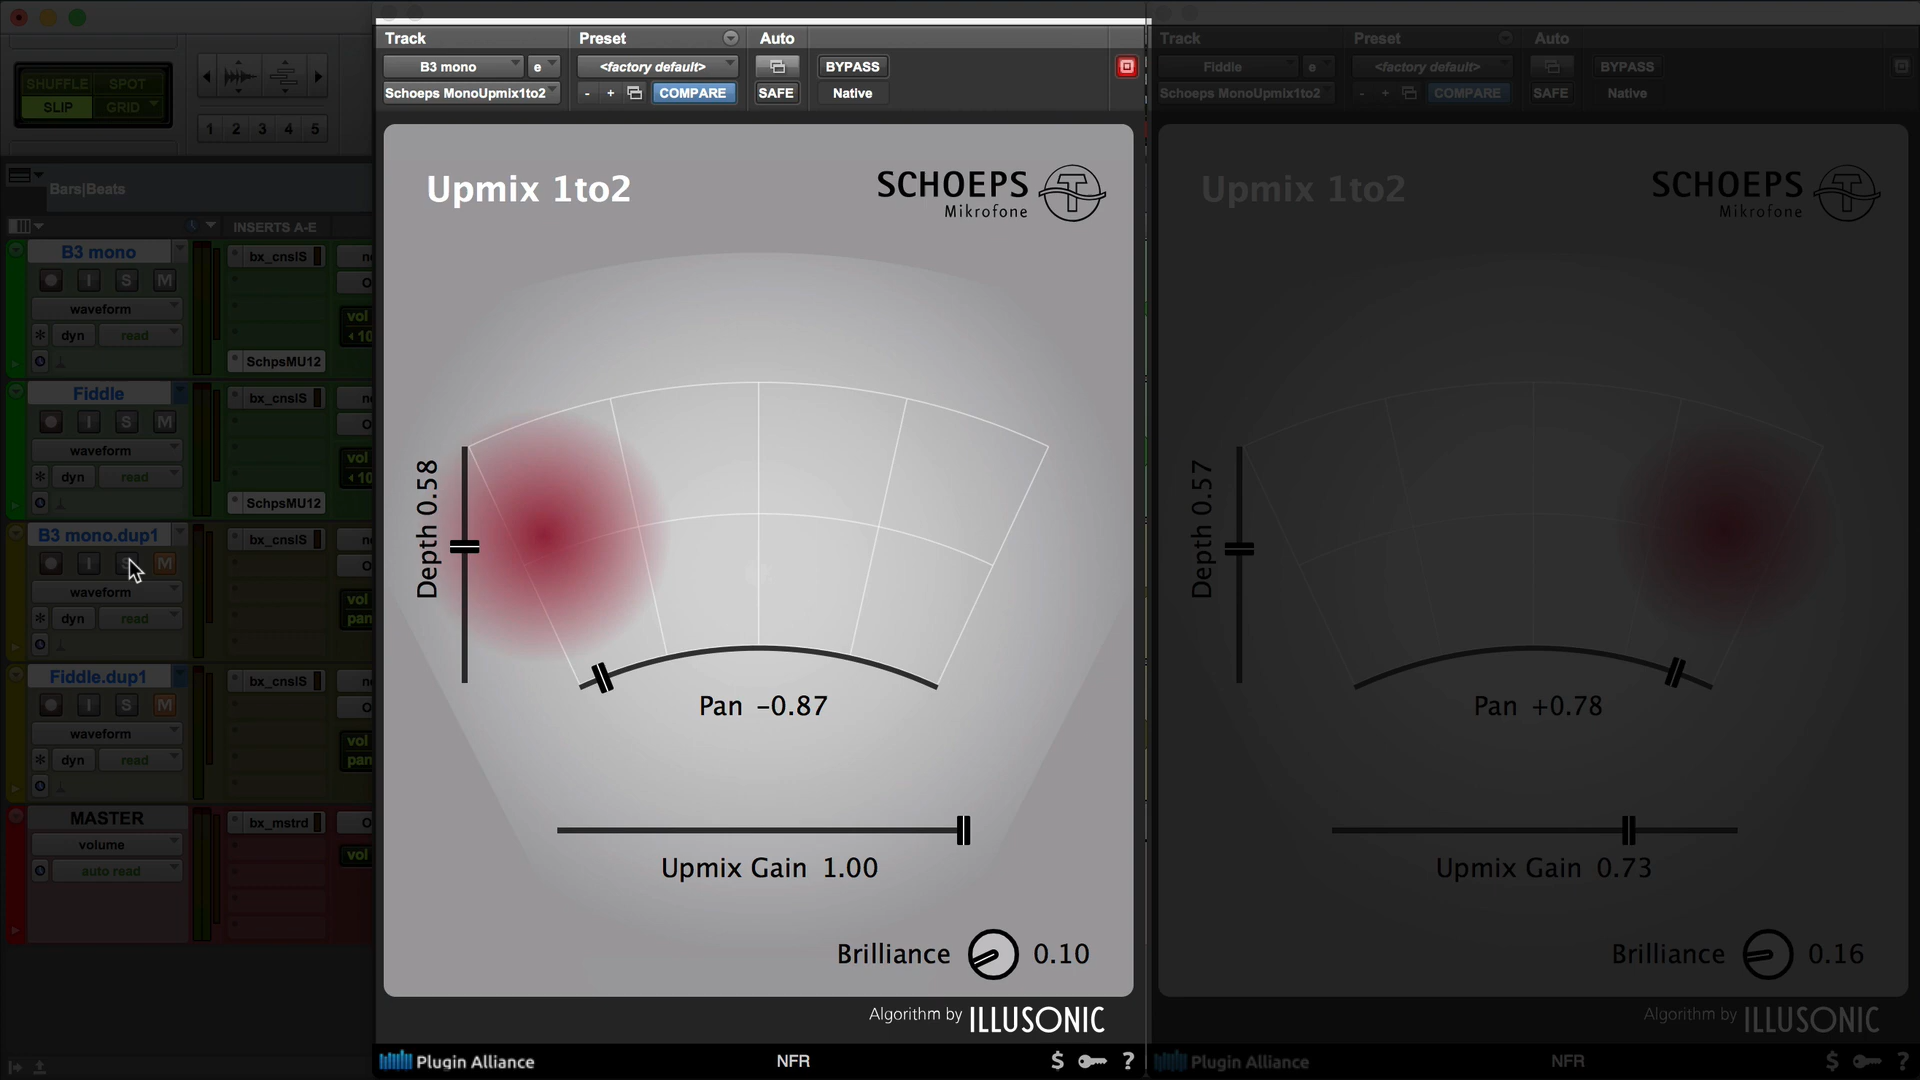 SHUFFLE SPOT
SLIP GRID
1 2 3 4 5
Bars|Beats
INSERTS A-E
B3 mono
bx_cnslS
I S M
waveform
vol
dyn read
SchpsMU12
Fiddle
bx_cnslS
I S M
waveform
vol
dyn read
SchpsMU12
B3 mono.dup1
bx_cnslS
I S M
waveform
vol
dyn read
pan
Fiddle.dup1
bx_cnslS
I S M
waveform
vol
dyn read
pan
MASTER
bx_mstrd
volume
vol
auto read
Track Preset Auto
B3 mono e <factory default> BYPASS
Schoeps MonoUpmix1to2 - + COMPARE SAFE Native
Upmix 1to2
SCHOEPS
Mikrofone
Depth 0.58
Pan -0.87
Upmix Gain 1.00
Brilliance 0.10
Algorithm by ILLUSONIC
Plugin Alliance NFR $ ?
Track Preset Auto
Fiddle e <factory default> BYPASS
Schoeps MonoUpmix1to2 - + COMPARE SAFE Native
Upmix 1to2
SCHOEPS
Mikrofone
Depth 0.57
Pan +0.78
Upmix Gain 0.73
Brilliance 0.16
Algorithm by ILLUSONIC
Plugin Alliance NFR $ ?